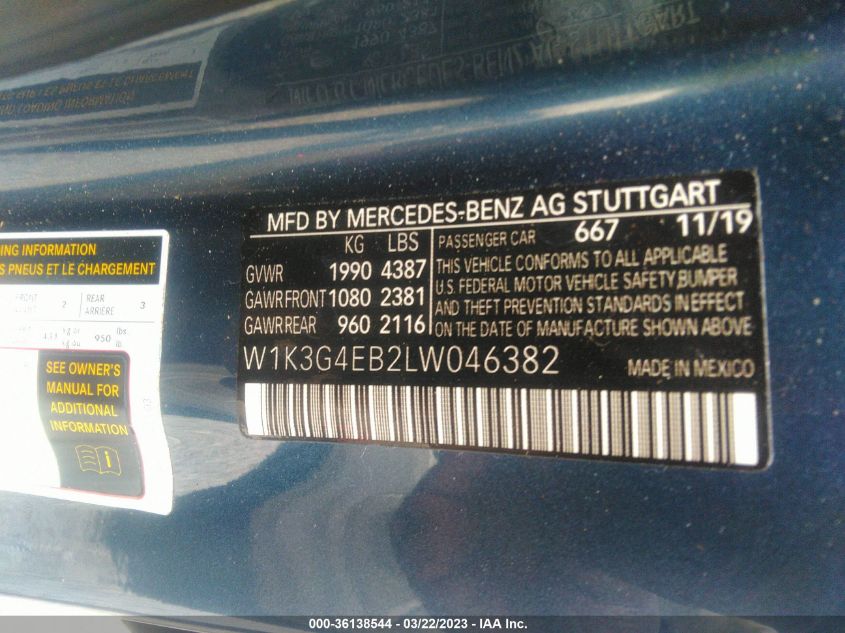 MFD BY MERCEDES-BENZ AG STUTTGART
KG LBS
GVWR 1990 4387
GAWR FRONT 1080 2381
GAWR REAR 960 2116
PASSENGER CAR 667 11/19
THIS VEHICLE CONFORMS TO ALL APPLICABLE
U.S. FEDERAL MOTOR VEHICLE SAFETY, BUMPER
AND THEFT PREVENTION STANDARDS IN EFFECT
ON THE DATE OF MANUFACTURE SHOWN ABOVE
W1K3G4EB2LW046382
MADE IN MEXICO
INFORMATION
PNEUS ET LE CHARGEMENT
2 REAR 3
ARRIERE
950 lbs.
SEE OWNER'S
MANUAL FOR
ADDITIONAL
INFORMATION
000-36138544 - 03/22/2023 - IAA Inc.